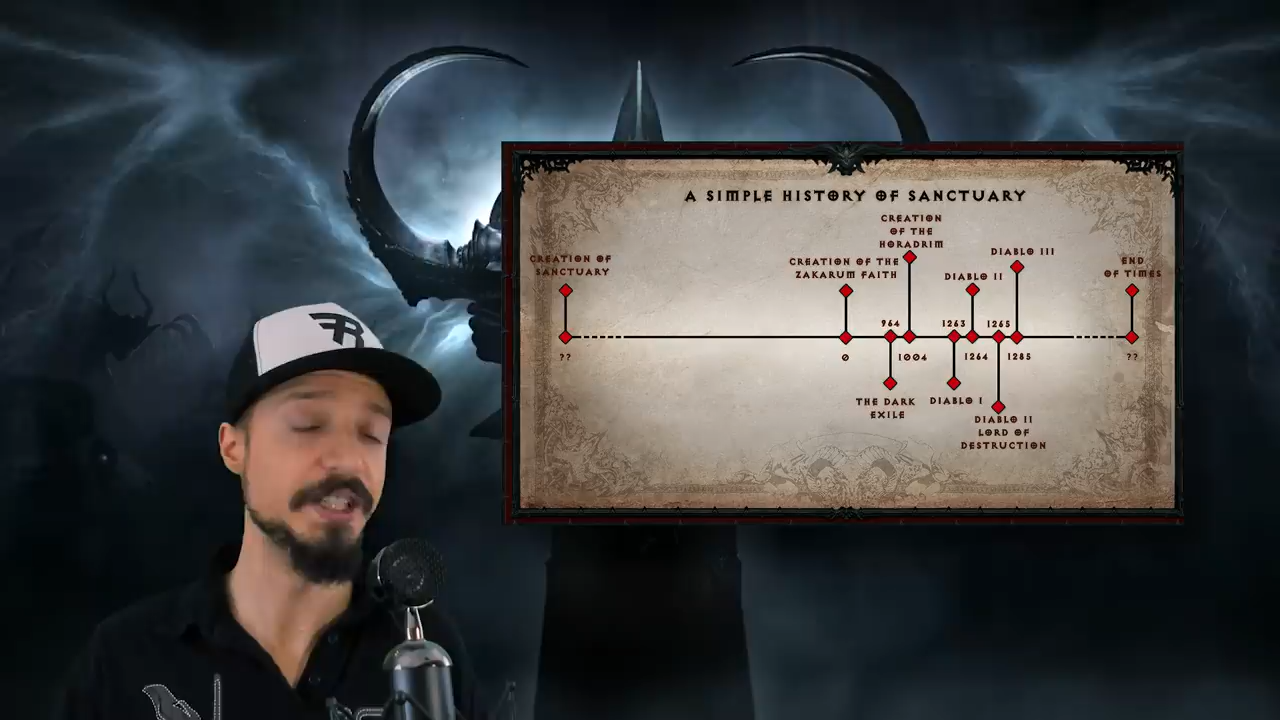 A SIMPLE HISTORY OF SANCTUARY
CREATION
OF THE
HORADRIM
CREATION OF
SANCTUARY
CREATION OF THE
ZAKARUM FAITH
DIABLO II
DIABLO III
END
OF TIMES
964
1263
1265
??
0
1004
1264
1285
??
THE DARK
EXILE
DIABLO I
DIABLO II
LORD OF
DESTRUCTION